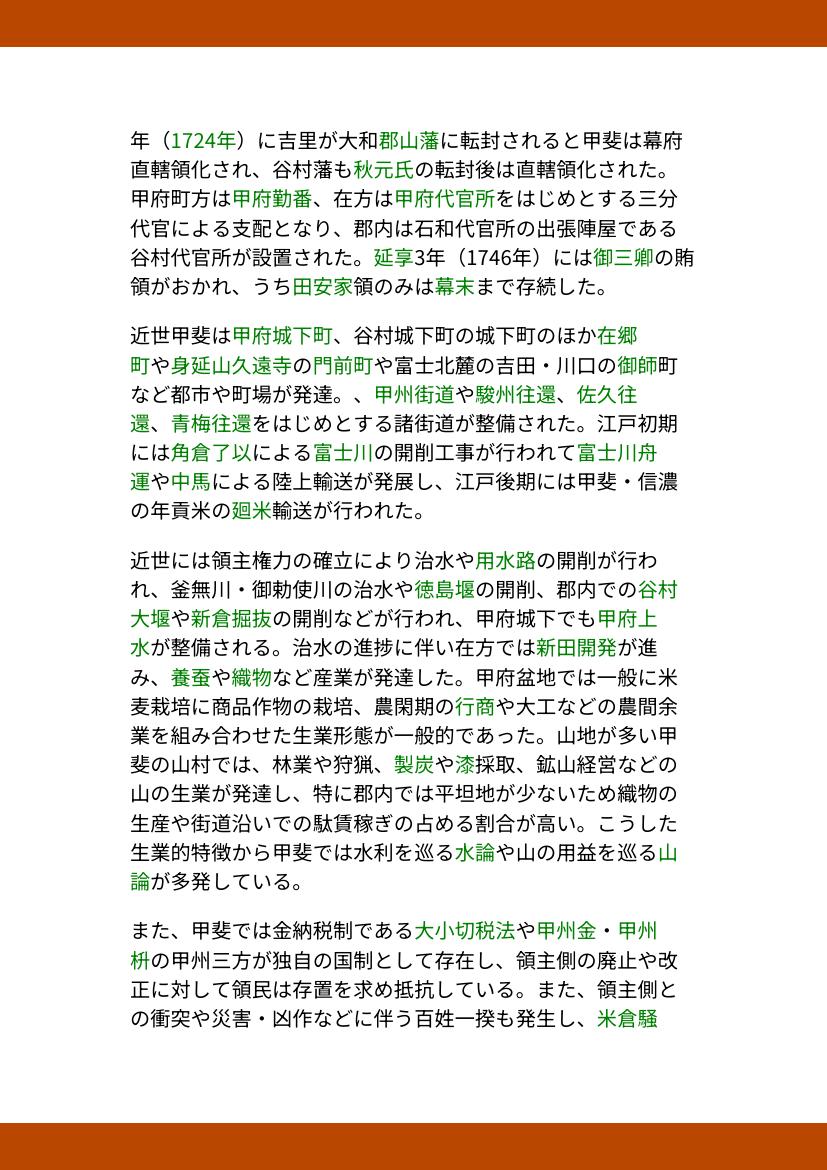 年（1724年）に吉里が大和郡山藩に転封されると甲斐は幕府
直轄領化され、谷村藩も秋元氏の転封後は直轄領化された。
甲府町方は甲府勤番、在方は甲府代官所をはじめとする三分
代官による支配となり、郡内は石和代官所の出張陣屋である
谷村代官所が設置された。延享3年（1746年）には御三卿の賄
領がおかれ、うち田安家領のみは幕末まで存続した。
近世甲斐は甲府城下町、谷村城下町の城下町のほか在郷
町や身延山久遠寺の門前町や富士北麓の吉田・川口の御師町
など都市や町場が発達。、甲州街道や駿州往還、佐久往
還、青梅往還をはじめとする諸街道が整備された。江戸初期
には角倉了以による富士川の開削工事が行われて富士川舟
運や中馬による陸上輸送が発展し、江戸後期には甲斐・信濃
の年貢米の廻米輸送が行われた。
近世には領主権力の確立により治水や用水路の開削が行わ
れ、釜無川・御勅使川の治水や徳島堰の開削、郡内での谷村
大堰や新倉掘抜の開削などが行われ、甲府城下でも甲府上
水が整備される。治水の進捗に伴い在方では新田開発が進
み、養蚕や織物など産業が発達した。甲府盆地では一般に米
麦栽培に商品作物の栽培、農閑期の行商や大工などの農間余
業を組み合わせた生業形態が一般的であった。山地が多い甲
斐の山村では、林業や狩猟、製炭や漆採取、鉱山経営などの
山の生業が発達し、特に郡内では平坦地が少ないため織物の
生産や街道沿いでの駄賃稼ぎの占める割合が高い。こうした
生業的特徴から甲斐では水利を巡る水論や山の用益を巡る山
論が多発している。
また、甲斐では金納税制である大小切税法や甲州金・甲州
枡の甲州三方が独自の国制として存在し、領主側の廃止や改
正に対して領民は存置を求め抵抗している。また、領主側と
の衝突や災害・凶作などに伴う百姓一揆も発生し、米倉騒